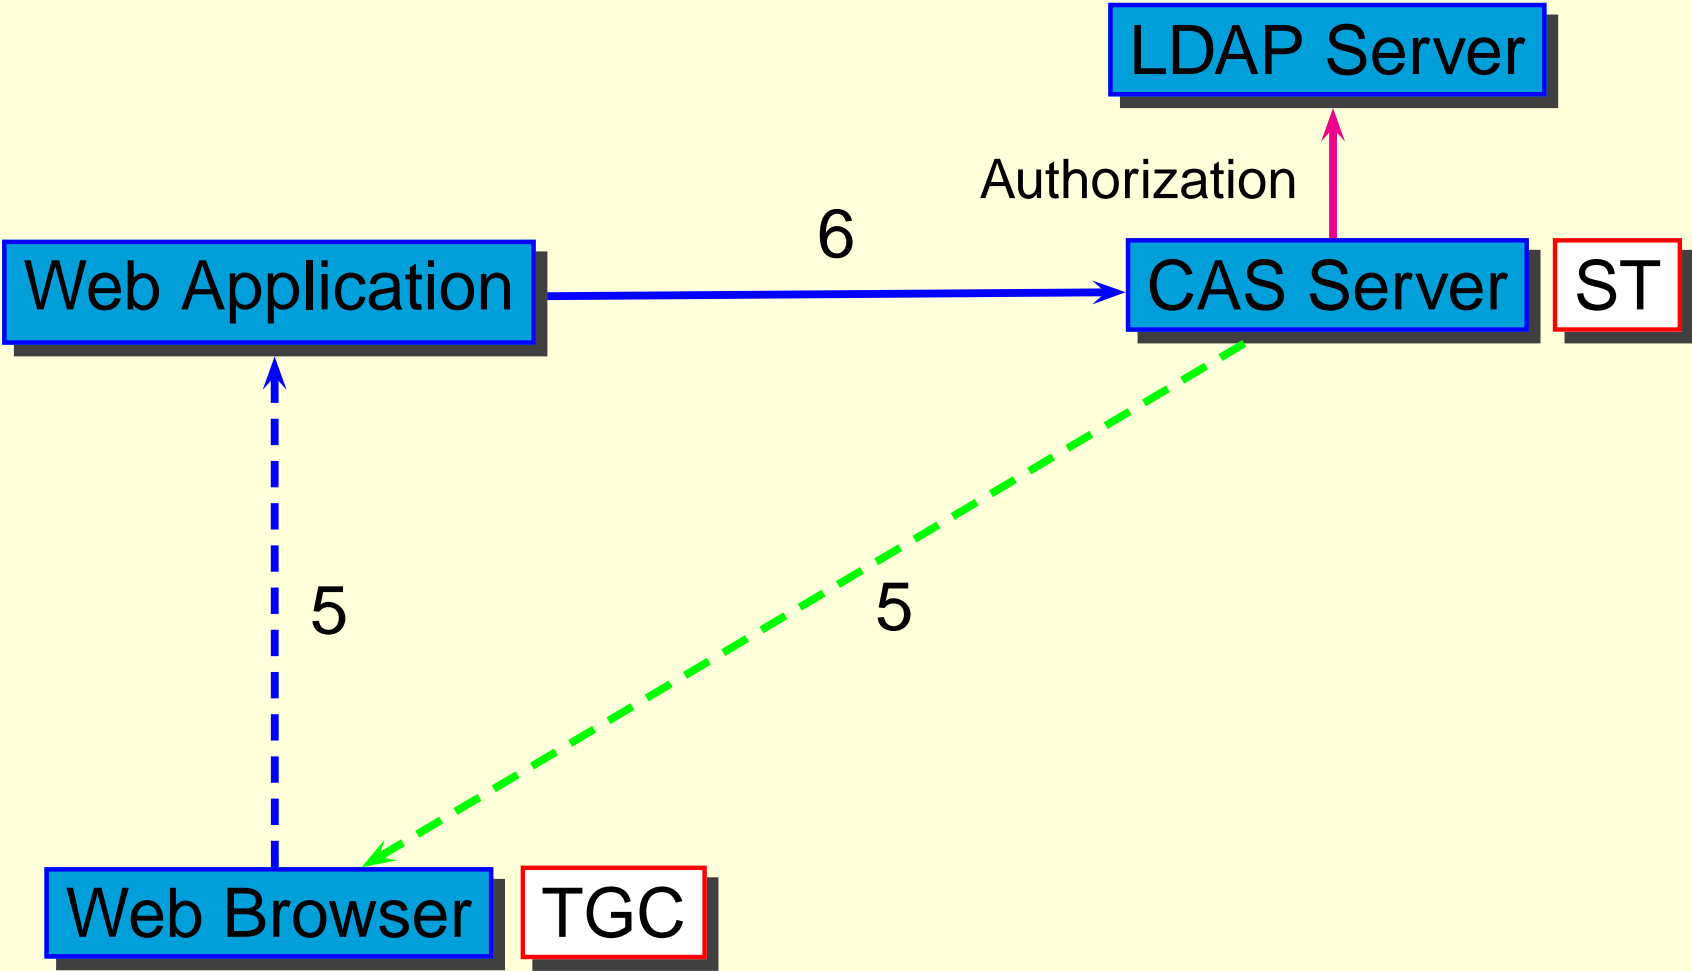 LDAP Server
Authorization
6
Web Application
CAS Server
ST
5
5
Web Browser
TGC